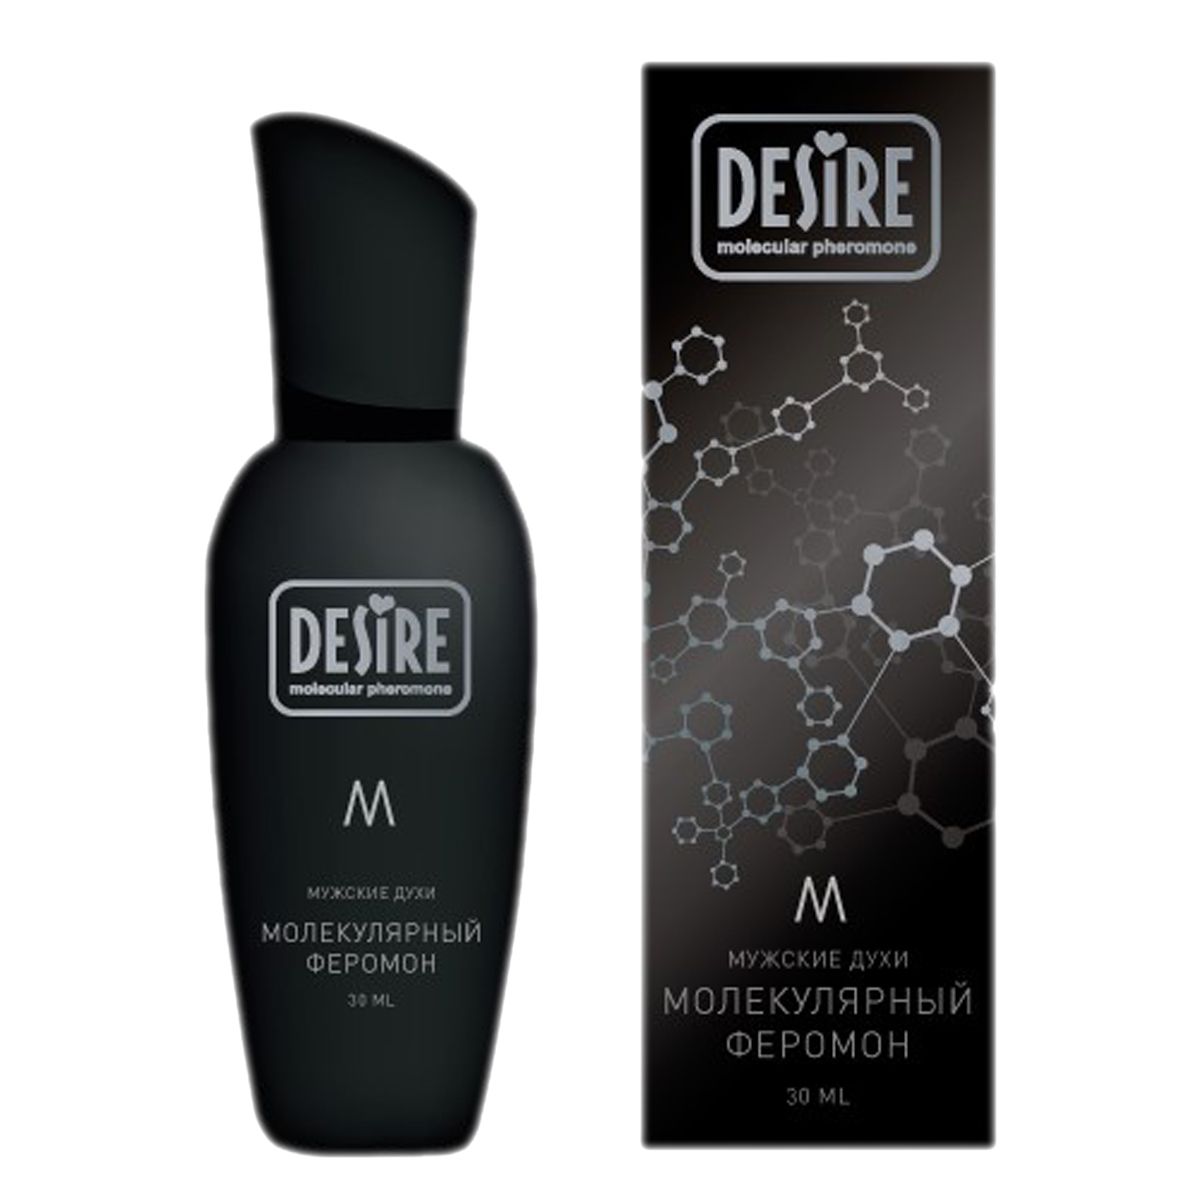 DESIRE
molecular pheromone
M
МУЖСКИЕ ДУХИ
МОЛЕКУЛЯРНЫЙ
ФЕРОМОН
30 ML
DESIRE
molecular pheromone
M
МУЖСКИЕ ДУХИ
МОЛЕКУЛЯРНЫЙ
ФЕРОМОН
30 ML